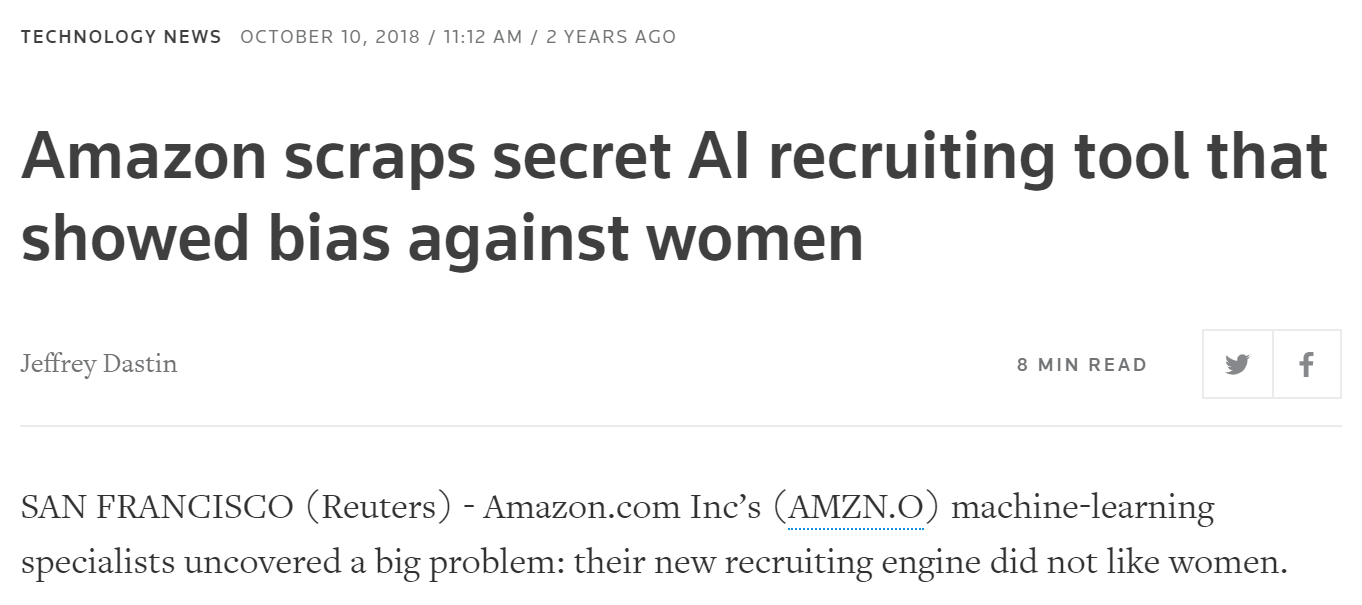 TECHNOLOGY NEWS OCTOBER 10, 2018 / 11:12 AM / 2 YEARS AGO
Amazon scraps secret AI recruiting tool that
showed bias against women
Jeffrey Dastin 8 MIN READ
SAN FRANCISCO (Reuters) - Amazon.com Inc’s (AMZN.O) machine-learning
specialists uncovered a big problem: their new recruiting engine did not like women.